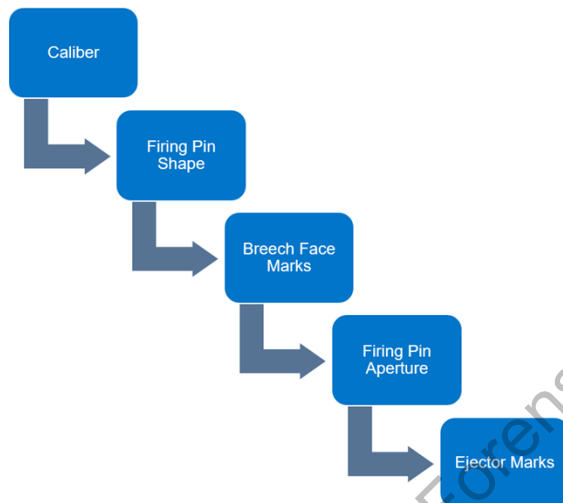 Caliber
Firing Pin
Shape
Breech Face
Marks
Firing Pin
Aperture
Ejector Marks